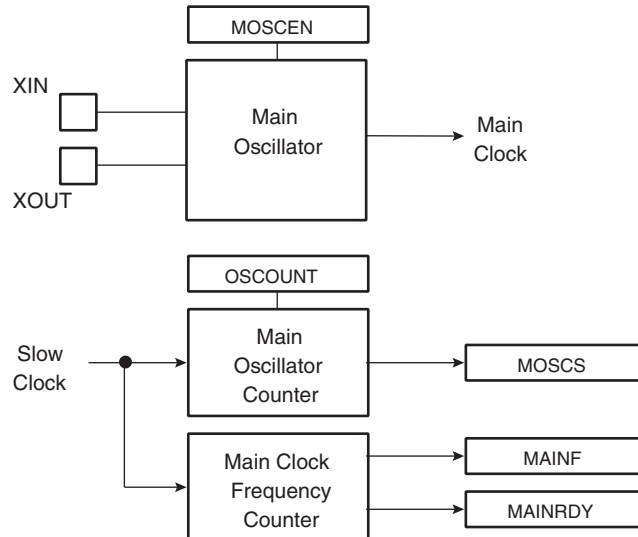 MOSCEN
XIN
XOUT
Main
Oscillator
Main
Clock
OSCOUNT
Slow
Clock
Main
Oscillator
Counter
MOSCS
Main Clock
Frequency
Counter
MAINF
MAINRDY